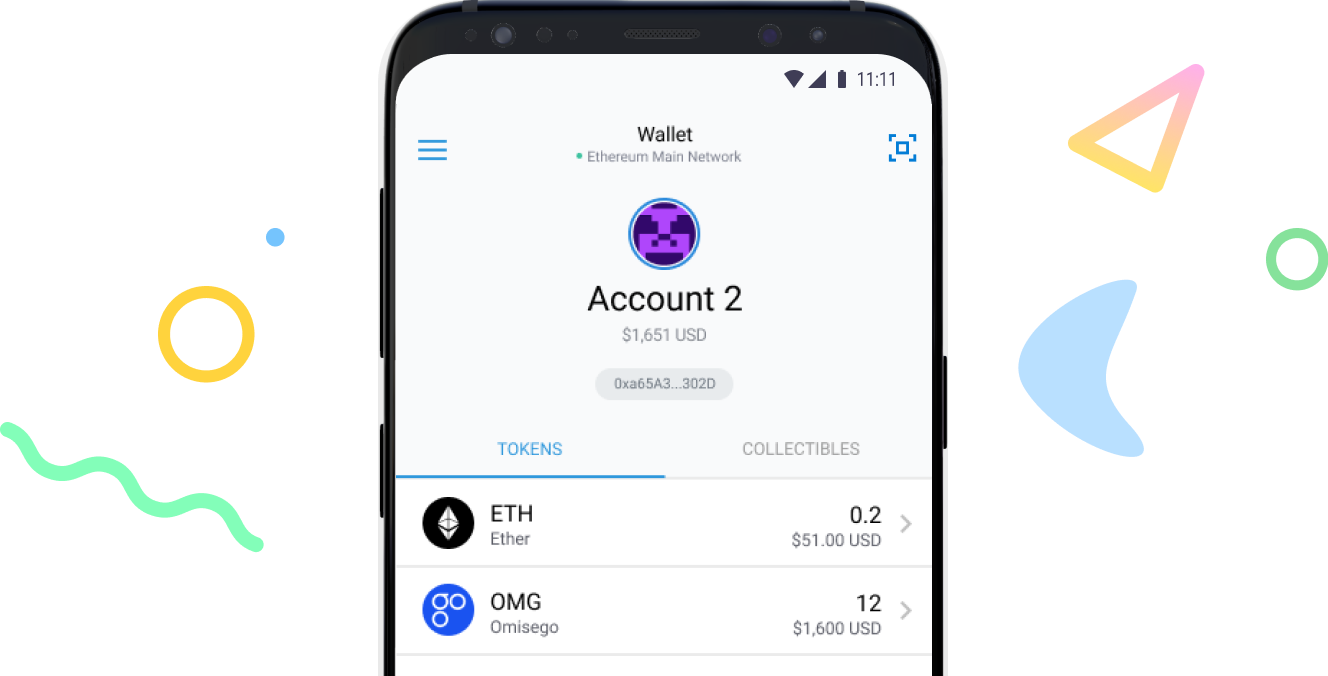 11:11
Wallet
Ethereum Main Network
Account 2
$1,651 USD
0xa65A3...302D
TOKENS COLLECTIBLES
ETH 0.2
Ether $51.00 USD
OMG 12
Omisego $1,600 USD